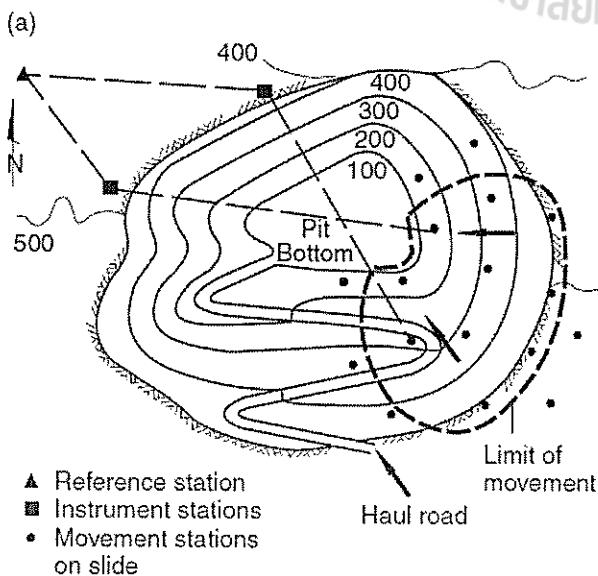 (a)
400
400
300
200
100
N
500
Pit
Bottom
Limit of
movement
Haul road
▲ Reference station
■ Instrument stations
• Movement stations
on slide